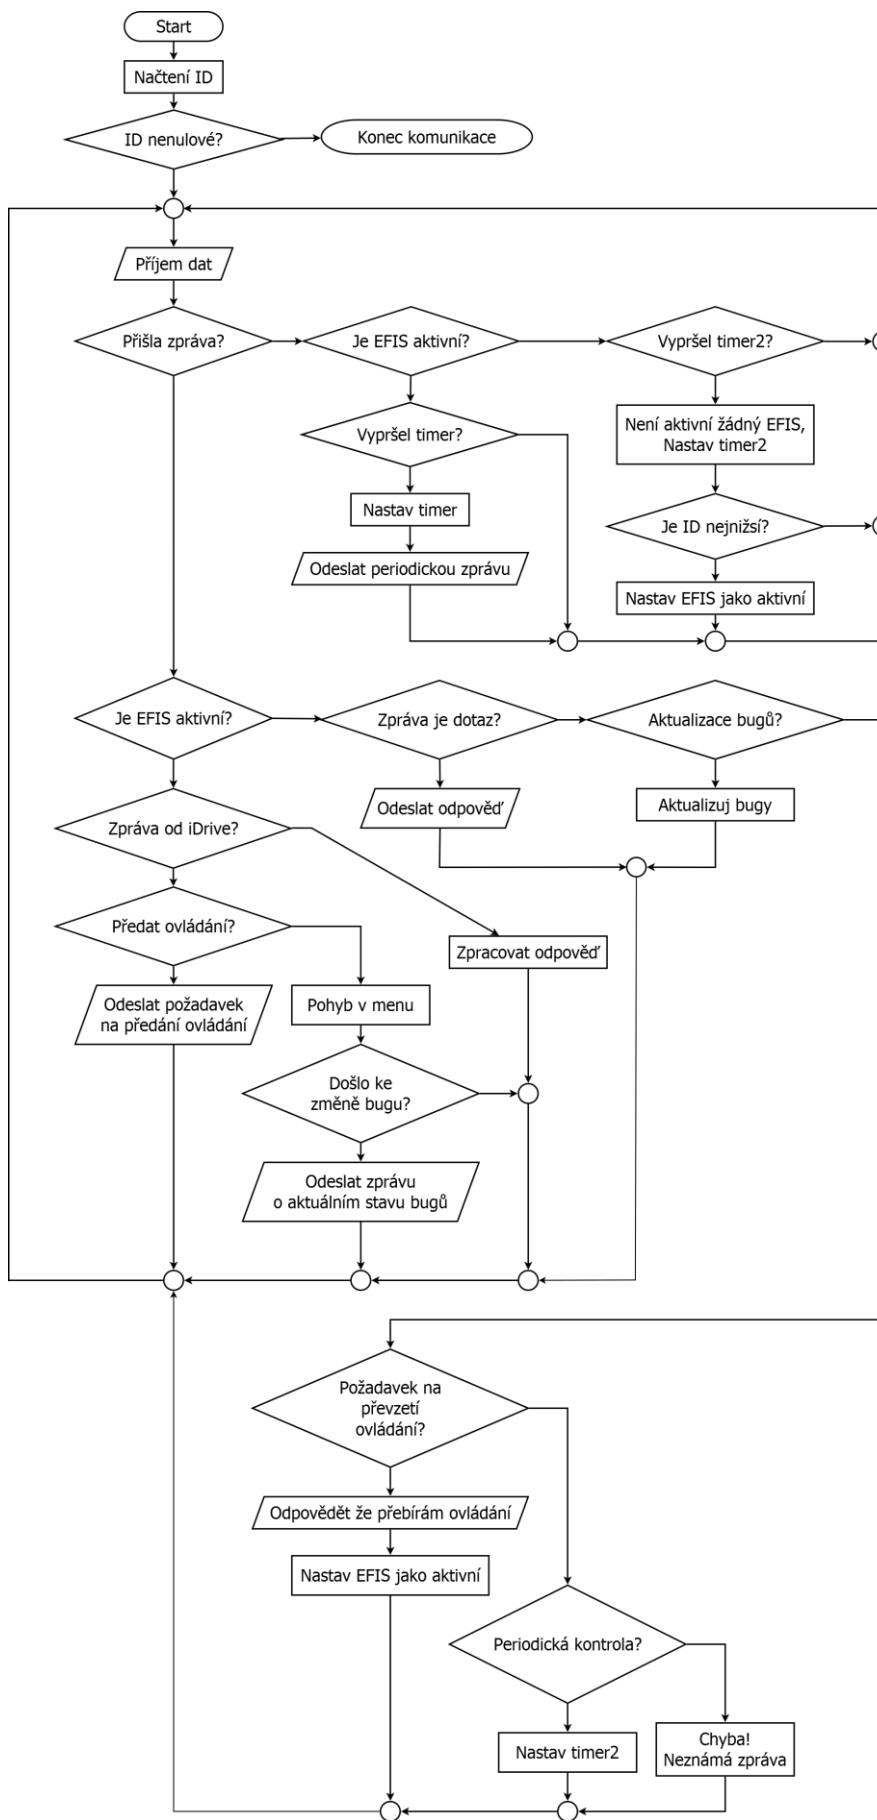 Start
Načtení ID
ID nenulové?
Konec komunikace
Příjem dat
Přišla zpráva?
Je EFIS aktivní?
Vypršel timer2?
Vypršel timer?
Není aktivní žádný EFIS,
Nastav timer2
Nastav timer
Je ID nejnižsí?
Odeslat periodickou zprávu
Nastav EFIS jako aktivní
Je EFIS aktivní?
Zpráva je dotaz?
Aktualizace bugů?
Odeslat odpověď
Aktualizuj bugy
Zpráva od iDrive?
Předat ovládání?
Zpracovat odpověď
Odeslat požadavek
na předání ovládání
Pohyb v menu
Došlo ke
změně bugu?
Odeslat zprávu
o aktuálním stavu bugů
Požadavek na
převzetí
ovládání?
Odpovědět že přebírám ovládání
Nastav EFIS jako aktivní
Periodická kontrola?
Nastav timer2
Chyba!
Neznámá zpráva